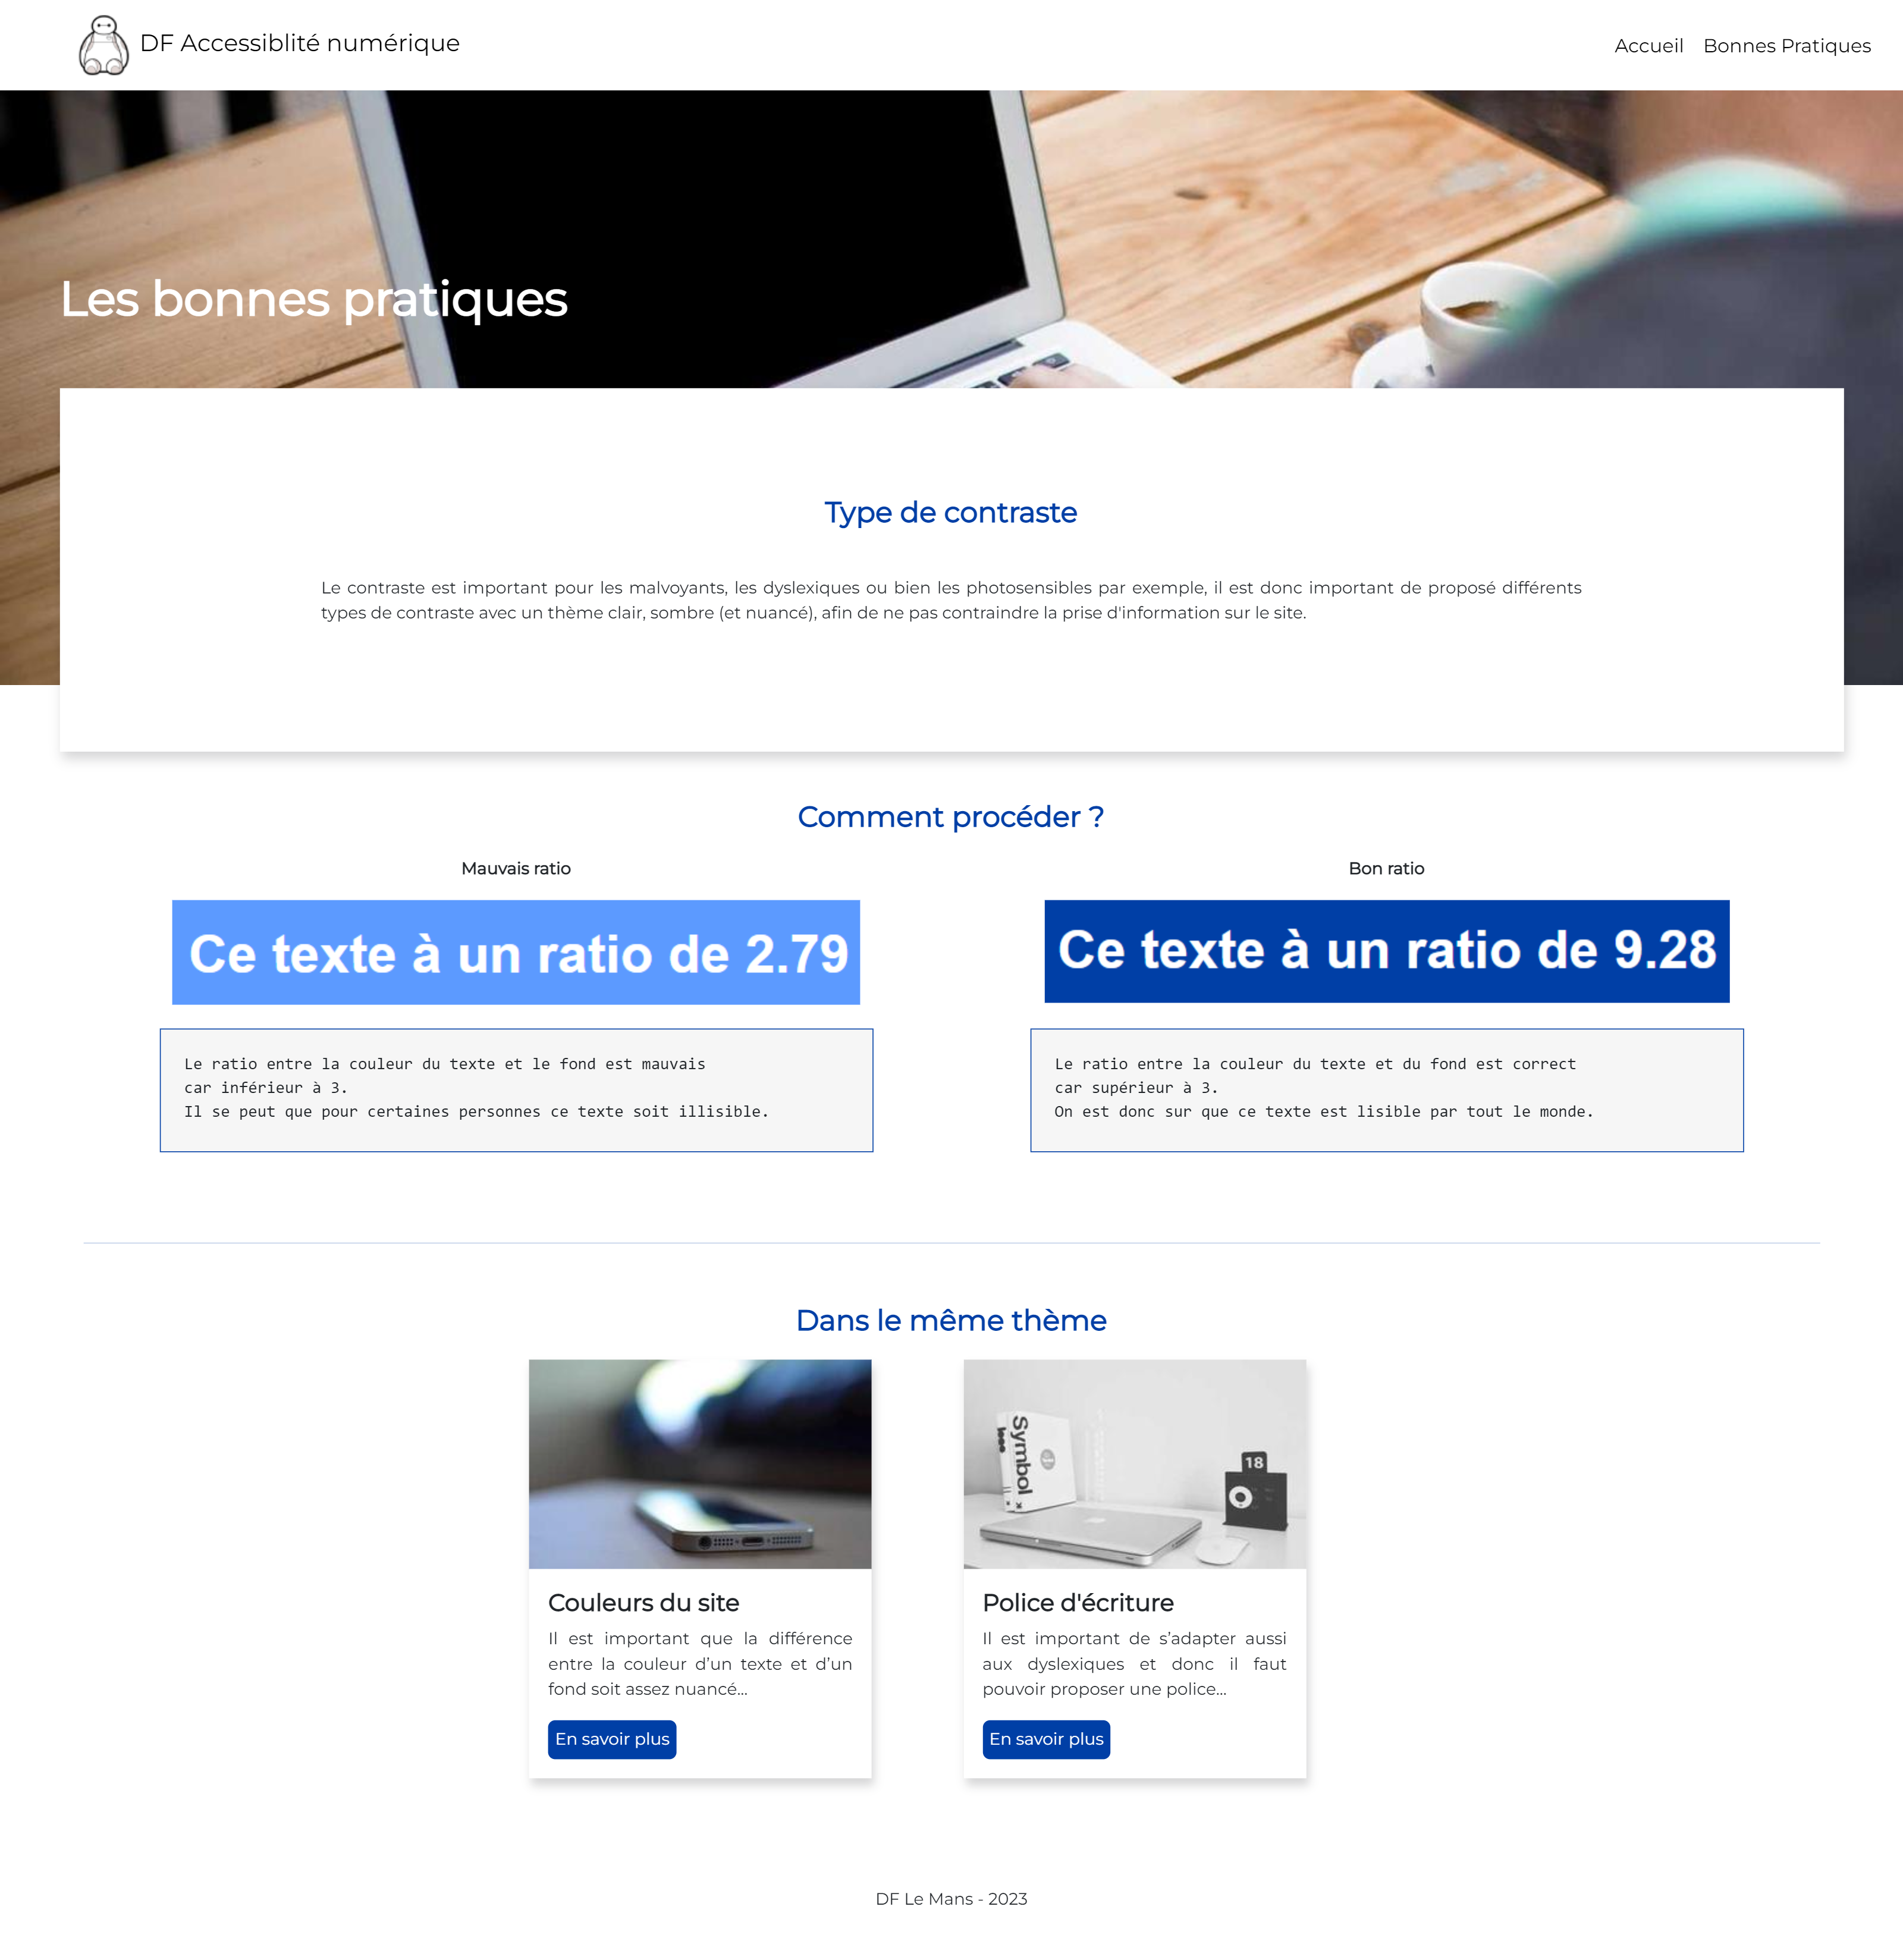 DF Accessiblité numérique
Accueil Bonnes Pratiques
Les bonnes pratiques
Type de contraste
Le contraste est important pour les malvoyants, les dyslexiques ou bien les photosensibles par exemple, il est donc important de proposé différents
types de contraste avec un thème clair, sombre (et nuancé), afin de ne pas contraindre la prise d'information sur le site.
Comment procéder ?
Mauvais ratio
Ce texte à un ratio de 2.79
Le ratio entre la couleur du texte et le fond est mauvais
car inférieur à 3.
Il se peut que pour certaines personnes ce texte soit illisible.
Bon ratio
Ce texte à un ratio de 9.28
Le ratio entre la couleur du texte et du fond est correct
car supérieur à 3.
On est donc sur que ce texte est lisible par tout le monde.
Dans le même thème
Couleurs du site
Il est important que la différence
entre la couleur d’un texte et d’un
fond soit assez nuancé...
En savoir plus
Symbol
18
Police d'écriture
Il est important de s’adapter aussi
aux dyslexiques et donc il faut
pouvoir proposer une police...
En savoir plus
DF Le Mans - 2023